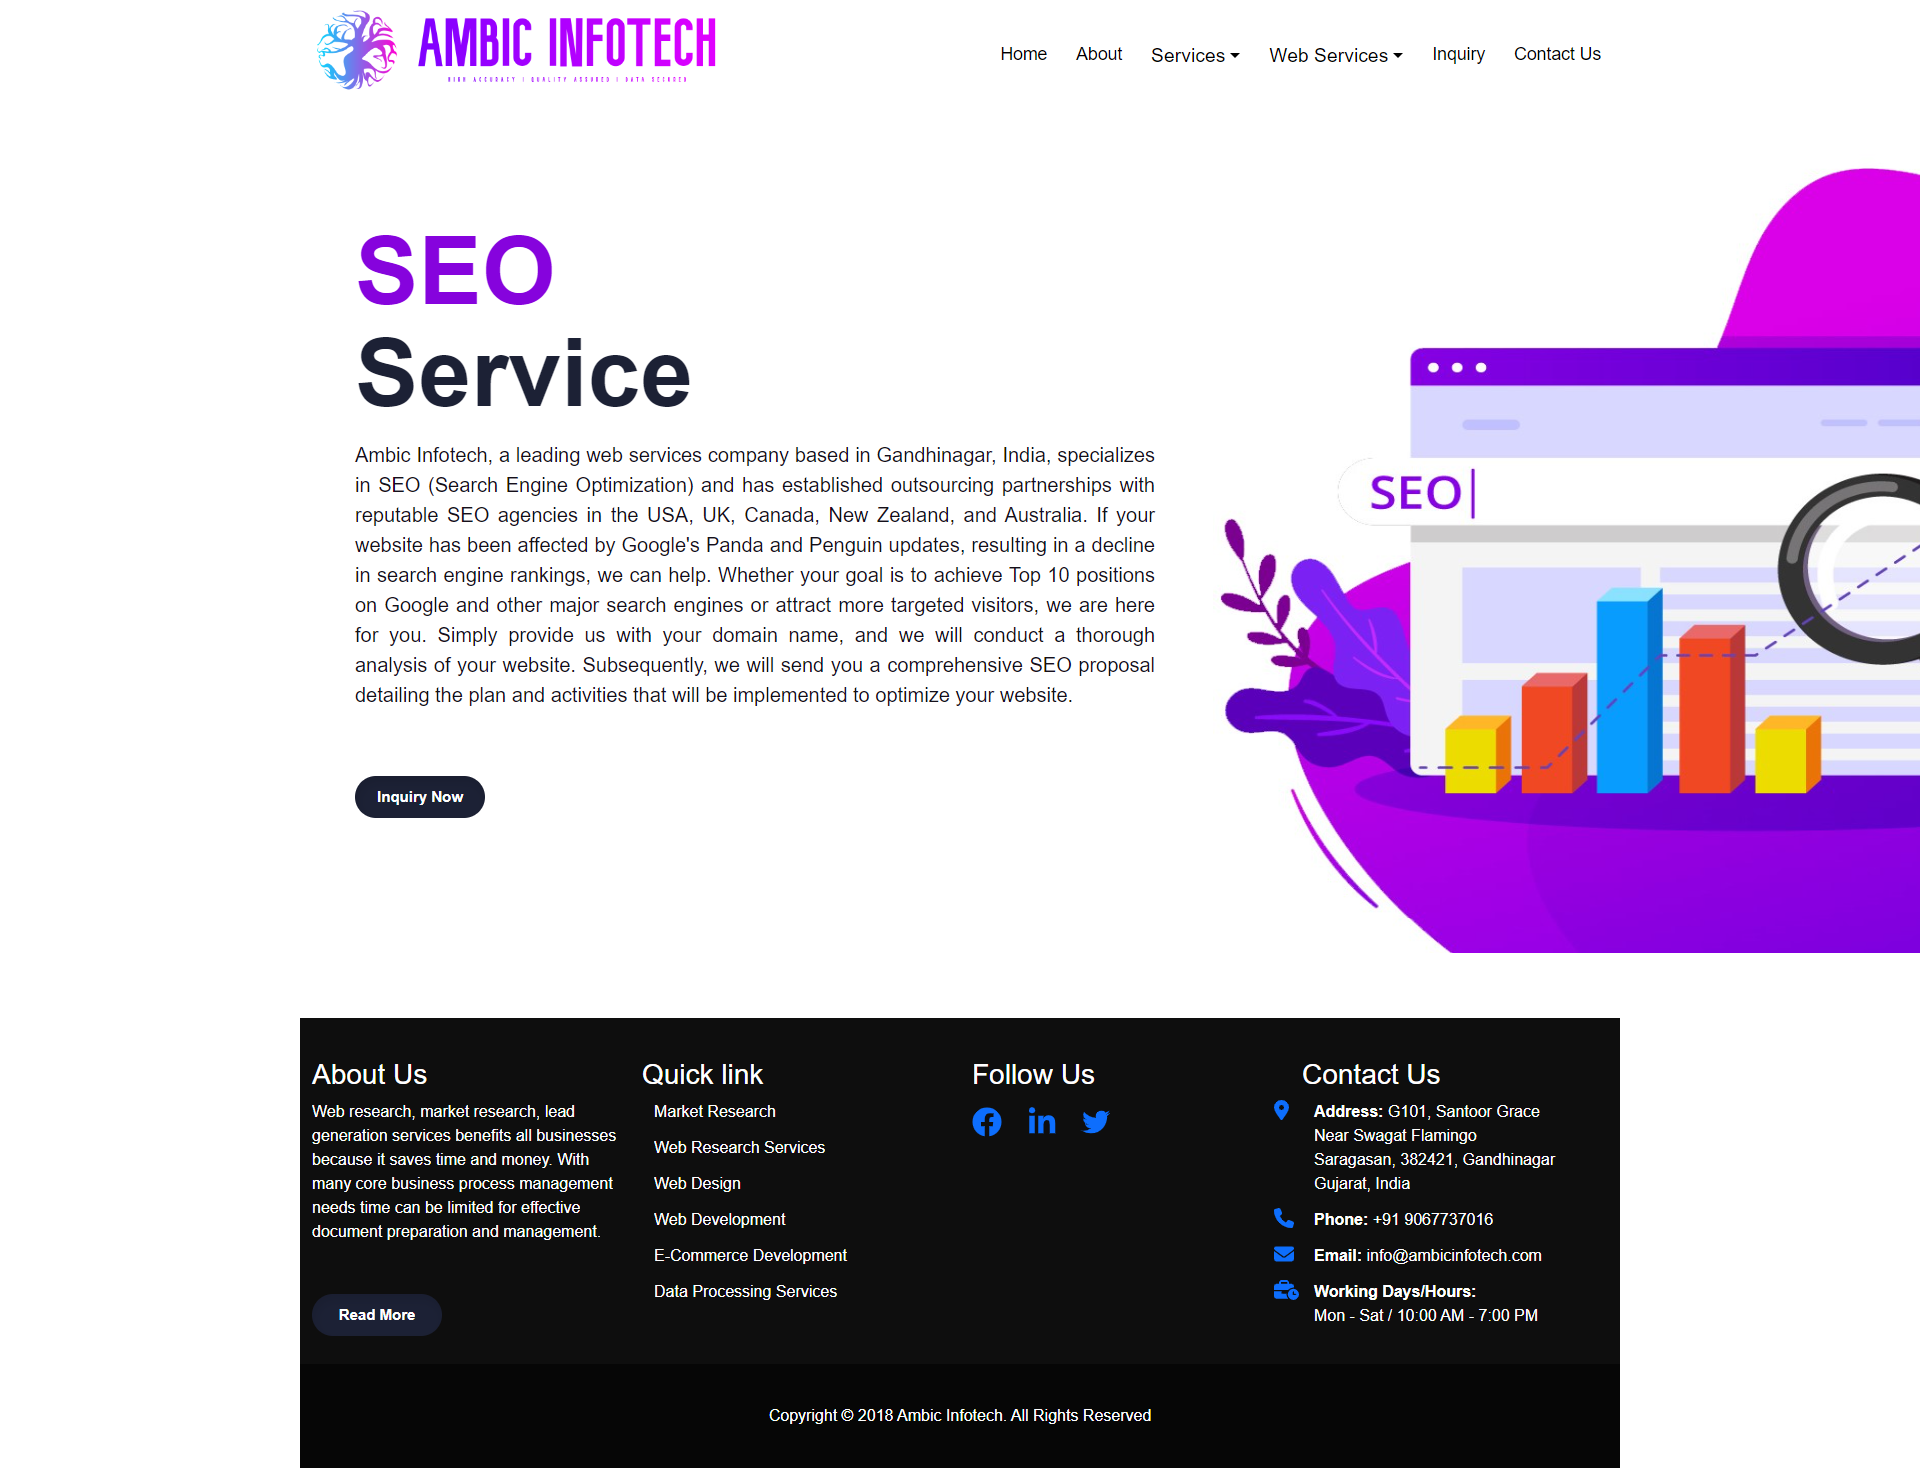 AMBIC INFOTECH
HIGH ACCURACY | QUALITY ASSURED | DATA SECURED
Home
About
Services
Web Services
Inquiry
Contact Us
SEO
Service
Ambic Infotech, a leading web services company based in Gandhinagar, India, specializes
in SEO (Search Engine Optimization) and has established outsourcing partnerships with
reputable SEO agencies in the USA, UK, Canada, New Zealand, and Australia. If your
website has been affected by Google's Panda and Penguin updates, resulting in a decline
in search engine rankings, we can help. Whether your goal is to achieve Top 10 positions
on Google and other major search engines or attract more targeted visitors, we are here
for you. Simply provide us with your domain name, and we will conduct a thorough
analysis of your website. Subsequently, we will send you a comprehensive SEO proposal
detailing the plan and activities that will be implemented to optimize your website.
Inquiry Now
SEO
About Us
Web research, market research, lead
generation services benefits all businesses
because it saves time and money. With
many core business process management
needs time can be limited for effective
document preparation and management.
Read More
Quick link
Market Research
Web Research Services
Web Design
Web Development
E-Commerce Development
Data Processing Services
Follow Us
Contact Us
Address: G101, Santoor Grace
Near Swagat Flamingo
Saragasan, 382421, Gandhinagar
Gujarat, India
Phone: +91 9067737016
Email: info@ambicinfotech.com
Working Days/Hours:
Mon - Sat / 10:00 AM - 7:00 PM
Copyright © 2018 Ambic Infotech. All Rights Reserved